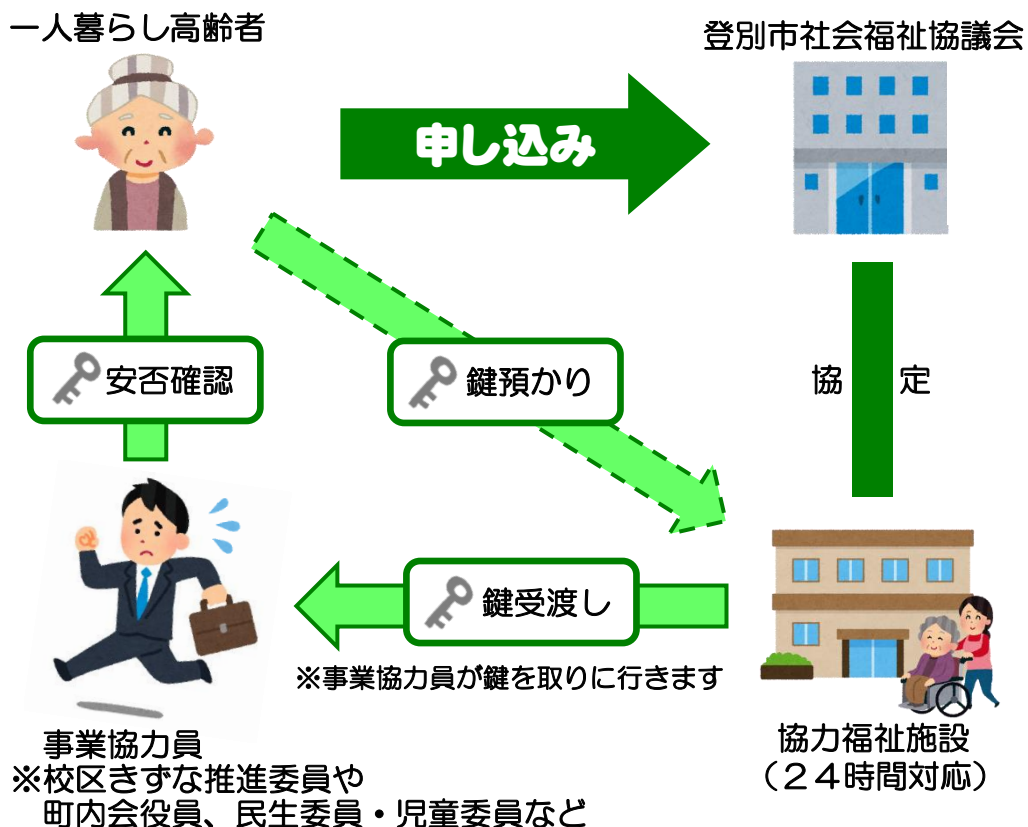 一人暮らし高齢者
登別市社会福祉協議会
申し込み
安否確認
鍵預かり
協 定
鍵受渡し
※事業協力員が鍵を取りに行きます
事業協力員
※校区きずな推進委員や
町内会役員、民生委員・児童委員など
協力福祉施設
（２４時間対応）